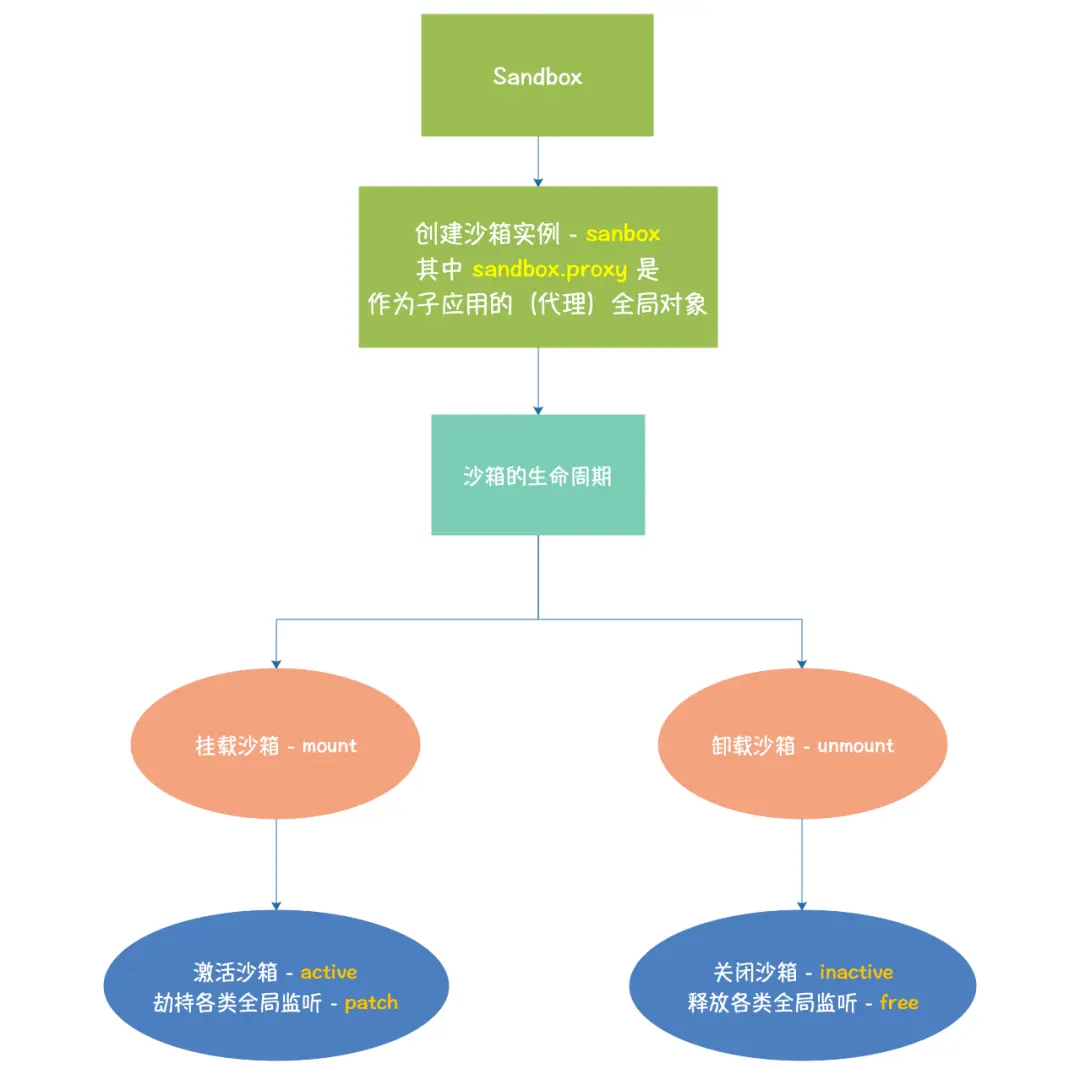 Sandbox
创建沙箱实例 - sanbox
其中 sandbox.proxy 是
作为子应用的（代理）全局对象
沙箱的生命周期
挂载沙箱 - mount
卸载沙箱 - unmount
激活沙箱 - active
劫持各类全局监听 - patch
关闭沙箱 - inactive
释放各类全局监听 - free